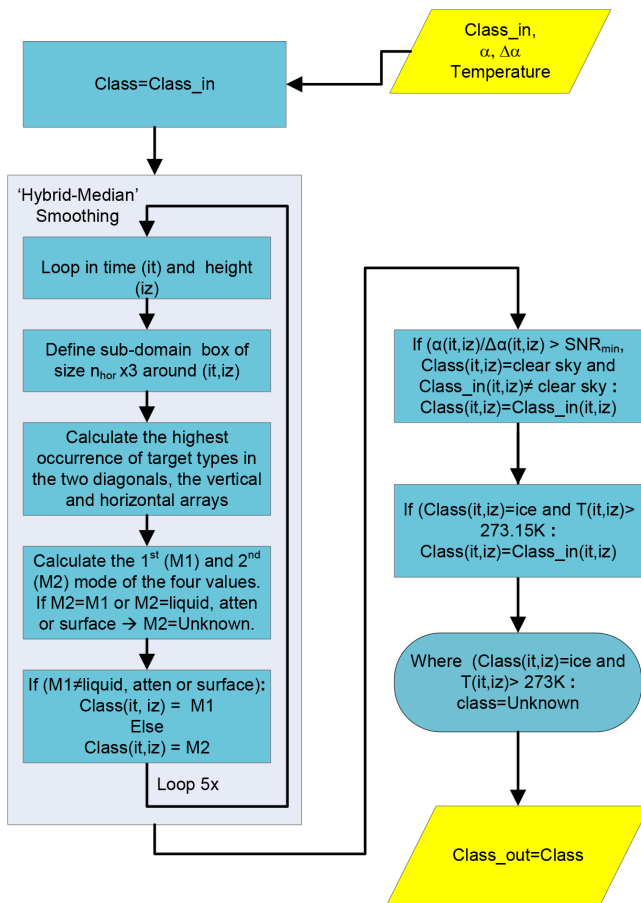 Class_in,
α, Δα
Temperature
Class=Class_in
‘Hybrid-Median’
Smoothing
Loop in time (it) and height
(iz)
Define sub-domain box of
size nhor x3 around (it,iz)
Calculate the highest
occurrence of target types in
the two diagonals, the vertical
and horizontal arrays
Calculate the 1st (M1) and 2nd
(M2) mode of the four values.
If M2=M1 or M2=liquid, atten
or surface → M2=Unknown.
If (M1≠liquid, atten or surface):
Class(it, iz) = M1
Else
Class(it,iz) = M2
Loop 5x
If (α(it,iz)/Δα(it,iz) > SNRmin,
Class(it,iz)=clear sky and
Class_in(it,iz)≠ clear sky :
Class(it,iz)=Class_in(it,iz)
If (Class(it,iz)=ice and T(it,iz)>
273.15K :
Class(it,iz)=Class_in(it,iz)
Where (Class(it,iz)=ice and
T(it,iz)> 273K :
class=Unknown
Class_out=Class